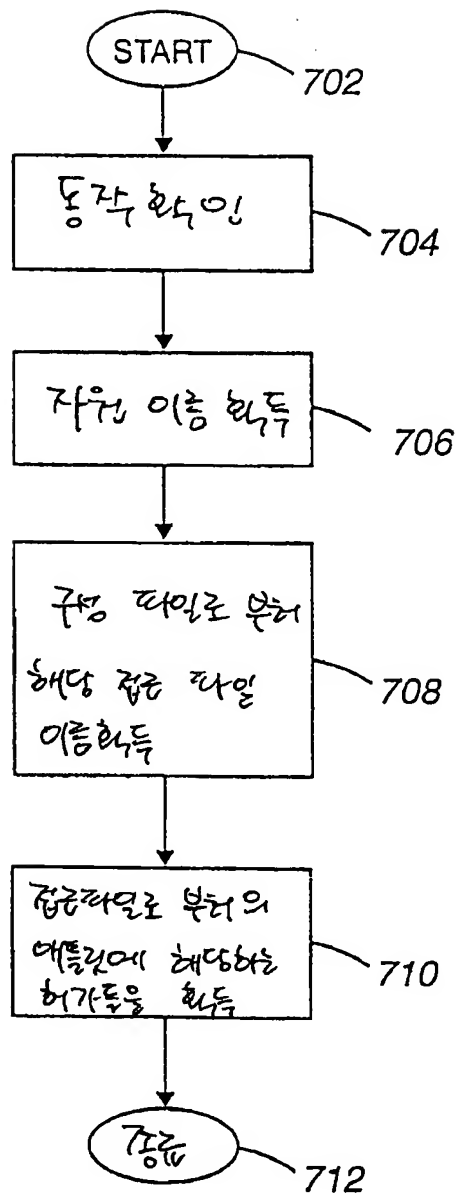 START
702
동작 확인
704
자원 이름 획득
706
구성 파일로 부터
해당 접근 파일
이름획득
708
접근파일로 부터의
애플릿에 해당하는
허가들을 획득
710
종료
712